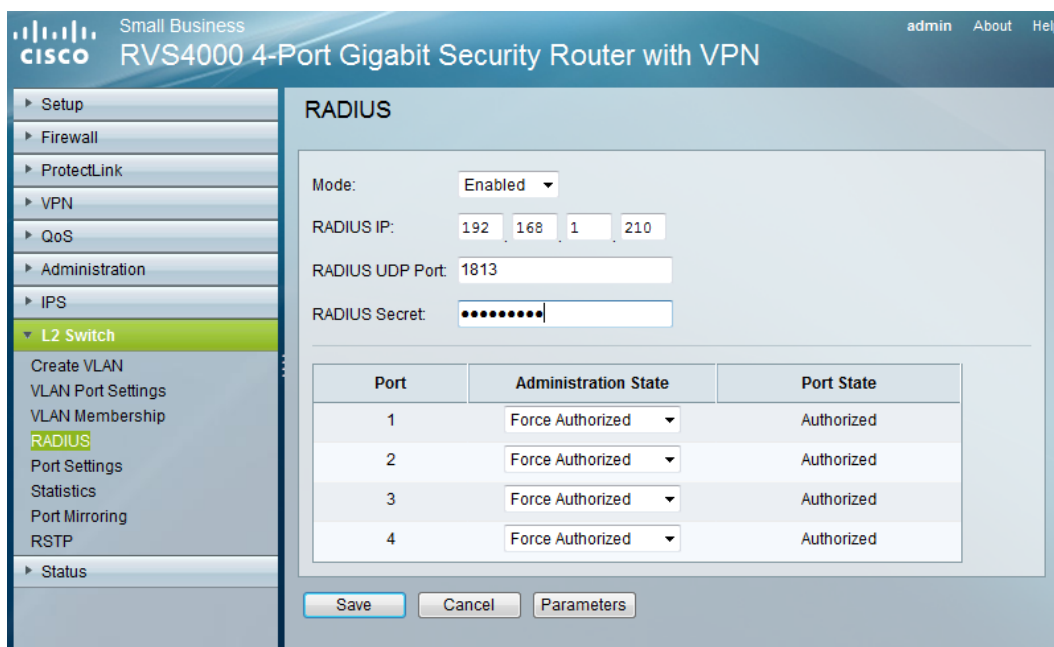 Small Business
admin About Hel
CISCO RVS4000 4-Port Gigabit Security Router with VPN
Setup
Firewall
ProtectLink
VPN
QoS
Administration
IPS
L2 Switch
Create VLAN
VLAN Port Settings
VLAN Membership
RADIUS
Port Settings
Statistics
Port Mirroring
RSTP
Status
RADIUS
Mode: Enabled
RADIUS IP: 192 . 168 . 1 . 210
RADIUS UDP Port: 1813
RADIUS Secret: •••••••••
Port Administration State Port State
1 Force Authorized Authorized
2 Force Authorized Authorized
3 Force Authorized Authorized
4 Force Authorized Authorized
Save Cancel Parameters